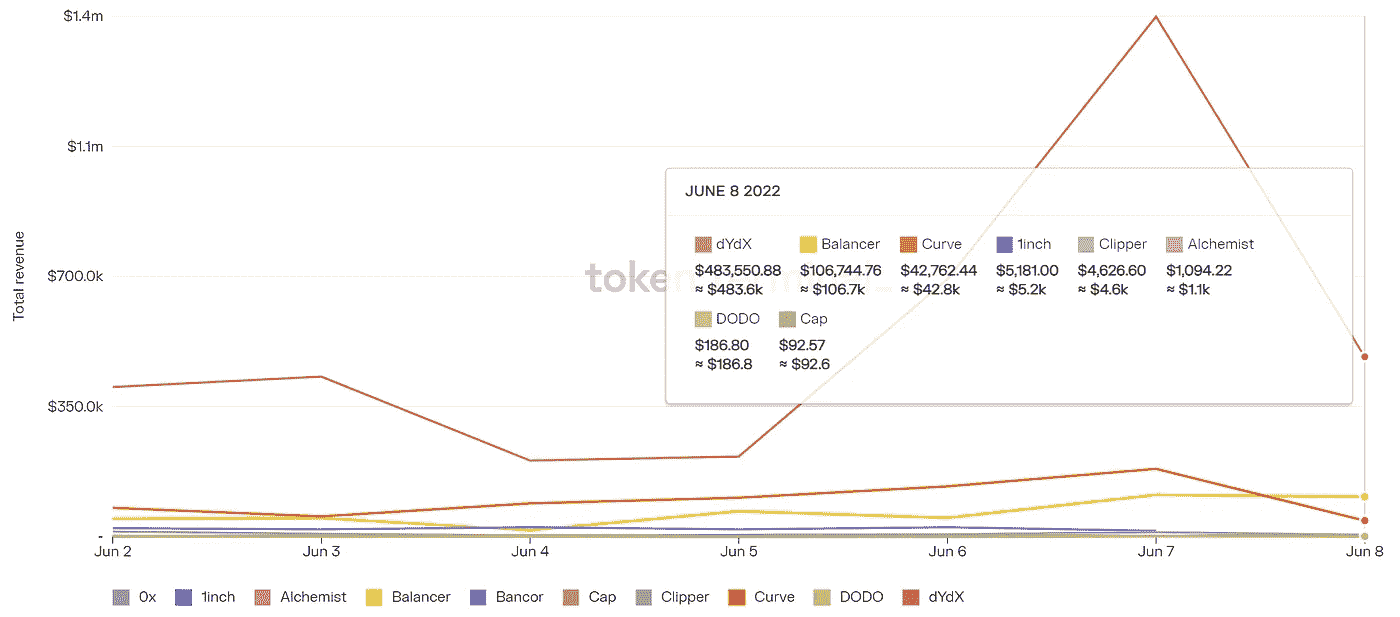 $1.4m
$1.1m
$700.0k
$350.0k
-
Total revenue
JUNE 8 2022
dYdX Balancer Curve 1inch Clipper Alchemist
$483,550.88 $106,744.76 $42,762.44 $5,181.00 $4,626.60 $1,094.22
≈ $483.6k ≈ $106.7k ≈ $42.8k ≈ $5.2k ≈ $4.6k ≈ $1.1k
DODO Cap
$186.80 $92.57
≈ $186.8 ≈ $92.6
Jun 2 Jun 3 Jun 4 Jun 5 Jun 6 Jun 7 Jun 8
0x 1inch Alchemist Balancer Bancor Cap Clipper Curve DODO dYdX